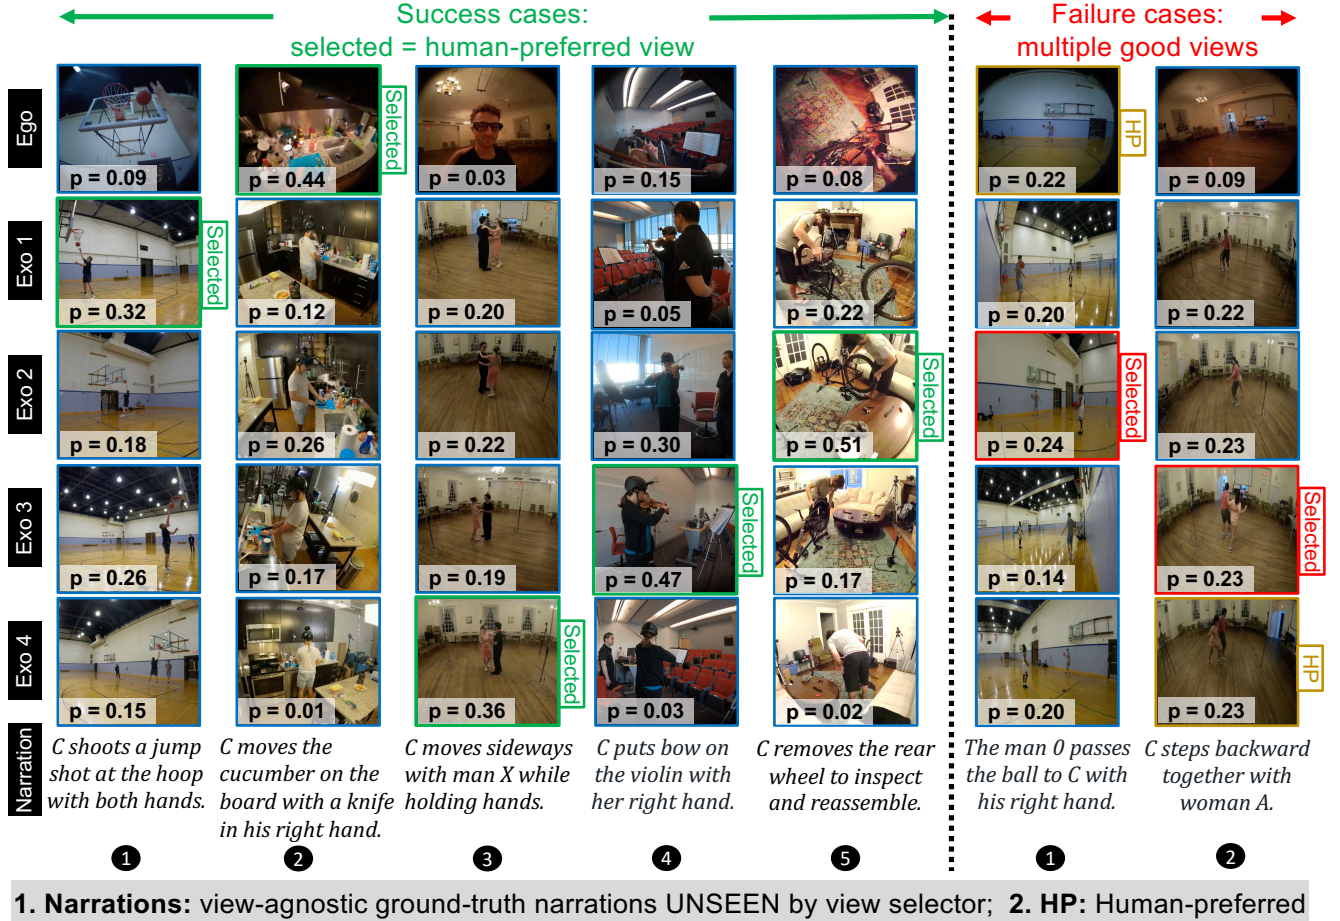 Success cases:
selected = human-preferred view
Failure cases:
multiple good views
Ego
p = 0.09
p = 0.44
Selected
p = 0.03
p = 0.15
p = 0.08
p = 0.22
HP
p = 0.09
Exo 1
p = 0.32
Selected
p = 0.12
p = 0.20
p = 0.05
p = 0.22
p = 0.20
p = 0.22
Exo 2
p = 0.18
p = 0.26
p = 0.22
p = 0.30
p = 0.51
Selected
p = 0.24
Selected
p = 0.23
Exo 3
p = 0.26
p = 0.17
p = 0.19
p = 0.47
Selected
p = 0.17
p = 0.14
p = 0.23
Selected
Exo 4
p = 0.15
p = 0.01
p = 0.36
Selected
p = 0.03
p = 0.02
p = 0.20
p = 0.23
HP
Narration
C shoots a jump
shot at the hoop
with both hands.
C moves the
cucumber on the
board with a knife
in his right hand.
C moves sideways
with man X while
holding hands.
C puts bow on
the violin with
her right hand.
C removes the rear
wheel to inspect
and reassemble.
The man 0 passes
the ball to C with
his right hand.
C steps backward
together with
woman A.
1
2
3
4
5
1
2
1. Narrations: view-agnostic ground-truth narrations UNSEEN by view selector; 2. HP: Human-preferred